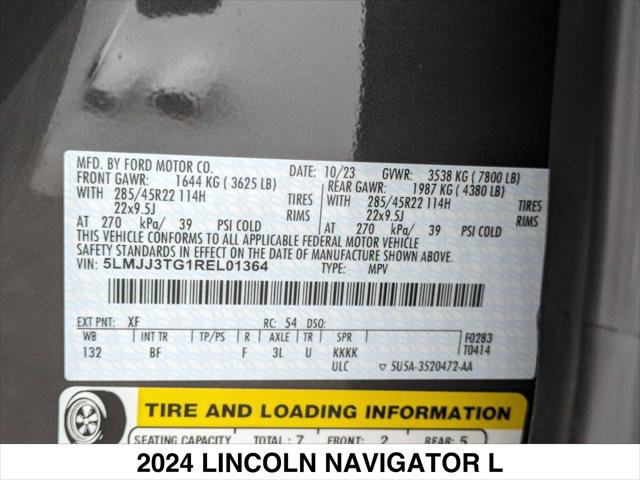 MFD. BY FORD MOTOR CO. DATE: 10/23 GVWR: 3538 KG ( 7800 LB)
FRONT GAWR: 1644 KG ( 3625 LB) REAR GAWR: 1987 KG ( 4380 LB)
WITH 285/45R22 114H TIRES WITH 285/45R22 114H TIRES
22x9.5J RIMS 22x9.5J RIMS
AT 270 kPa/ 39 PSI COLD AT 270 kPa/ 39 PSI COLD
THIS VEHICLE CONFORMS TO ALL APPLICABLE FEDERAL MOTOR VEHICLE
SAFETY STANDARDS IN EFFECT ON THE DATE OF MANUFACTURE SHOWN ABOVE.
VIN: 5LMJJ3TG1REL01364 TYPE: MPV
EXT PNT: XF RC: 54 DSO: F0283
WB INT TR TP/PS R AXLE TR SPR T0414
132 BF F 3L U KKKK
ULC ▽ 5U5A-3520472-AA
TIRE AND LOADING INFORMATION
SEATING CAPACITY TOTAL: 7 FRONT: 2 REAR: 5
2024 LINCOLN NAVIGATOR L